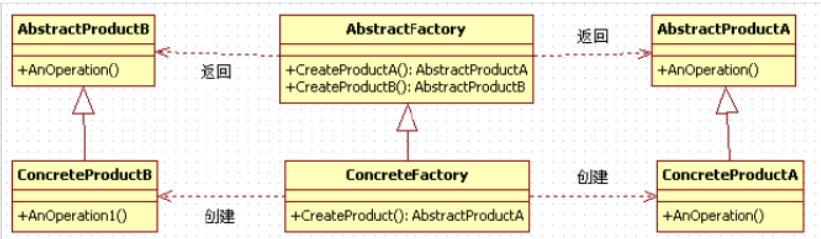 AbstractProductB
+AnOperation()
返回
AbstractFactory
+CreateProductA(): AbstractProductA
+CreateProductB(): AbstractProductB
返回
AbstractProductA
+AnOperation()
ConcreteProductB
+AnOperation1()
创建
ConcreteFactory
+CreateProduct(): AbstractProductA
创建
ConcreteProductA
+AnOperation()